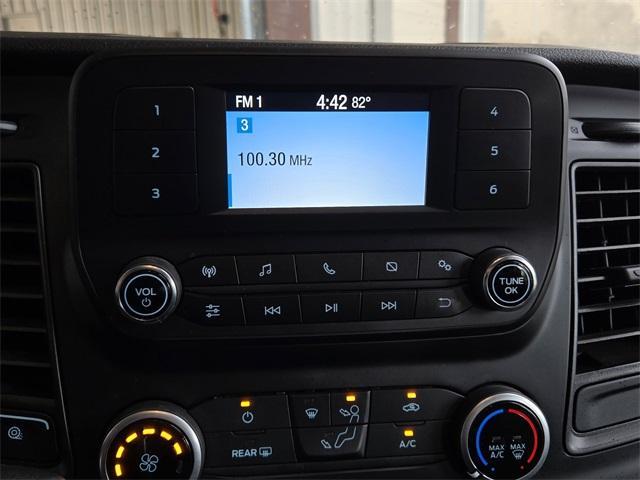 FM 1 4:42 82°
3
100.30 MHz
1
2
3
4
5
6
VOL
TUNE
OK
REAR
A/C
MAX
A/C
MAX